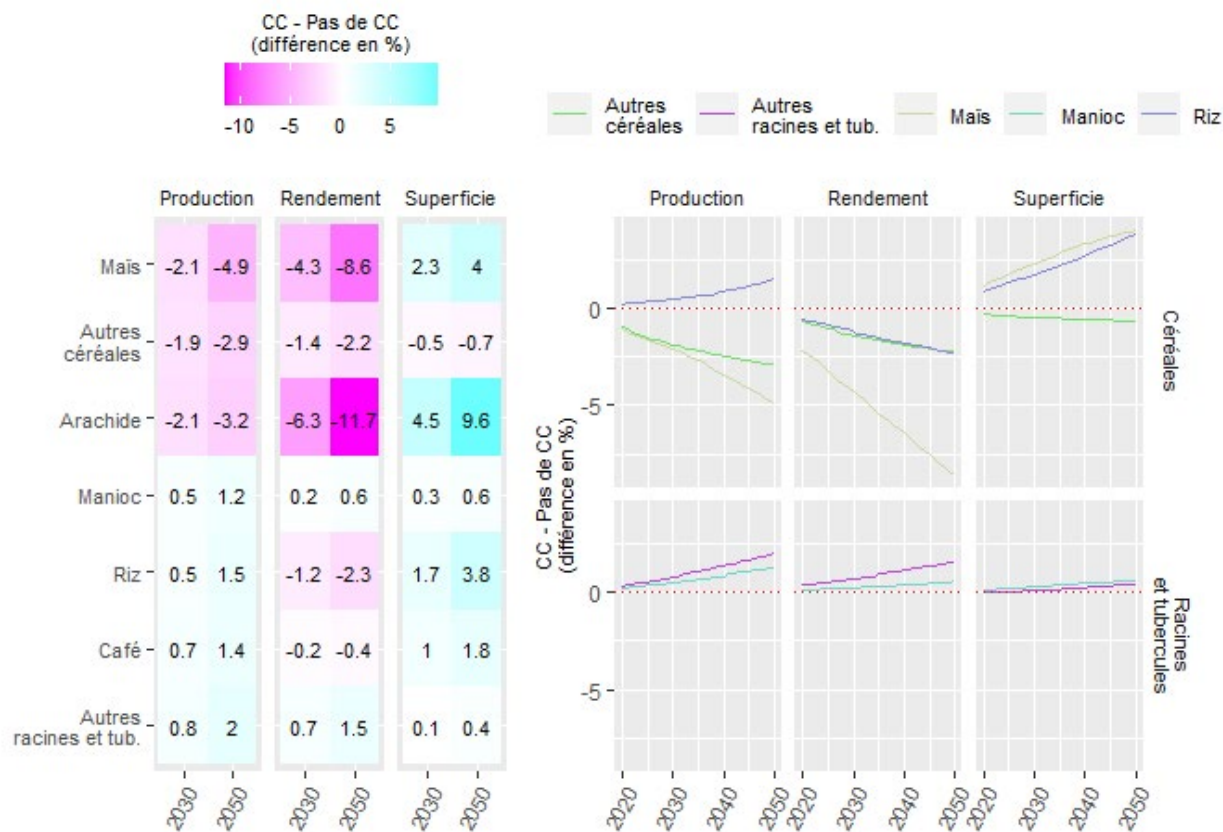 CC - Pas de CC
(différence en %)
-10 -5 0 5
Autres
céréales
Autres
racines et tub.
Maïs
Manioc
Riz
Production Rendement Superficie
Maïs -2.1 -4.9 -4.3 -8.6 2.3 4
Autres
céréales
-1.9 -2.9 -1.4 -2.2 -0.5 -0.7
Arachide -2.1 -3.2 -6.3 -11.7 4.5 9.6
Manioc 0.5 1.2 0.2 0.6 0.3 0.6
Riz 0.5 1.5 -1.2 -2.3 1.7 3.8
Café 0.7 1.4 -0.2 -0.4 1 1.8
Autres
racines et tub.
0.8 2 0.7 1.5 0.1 0.4
2030 2050 2030 2050 2030 2050
Production Rendement Superficie
CC - Pas de CC
(différence en %)
0
-5
Céréales
0
-5
Racines
et tubercules
2020 2030 2040 2050 2020 2030 2040 2050 2020 2030 2040 2050